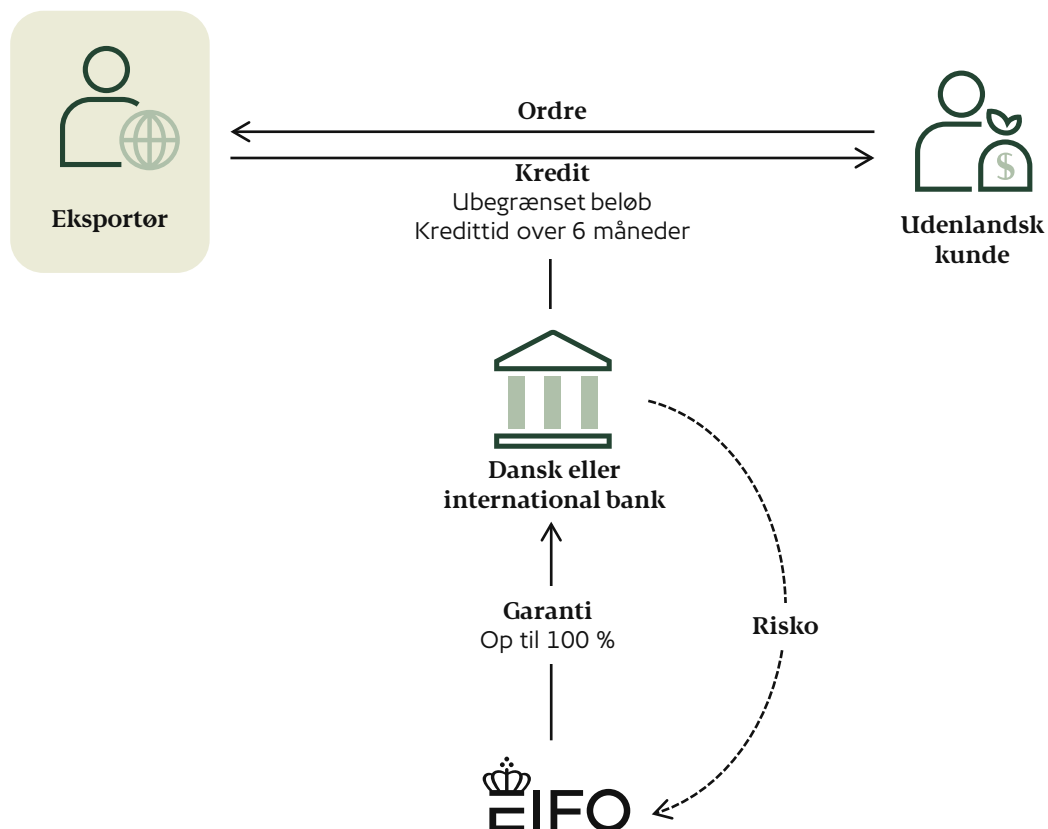 Ordre
Kredit
Ubegrænset beløb
Kredittid over 6 måneder
Eksportør
Udenlandsk
kunde
$
Dansk eller
international bank
Garanti
Op til 100 %
Risko
EIFO